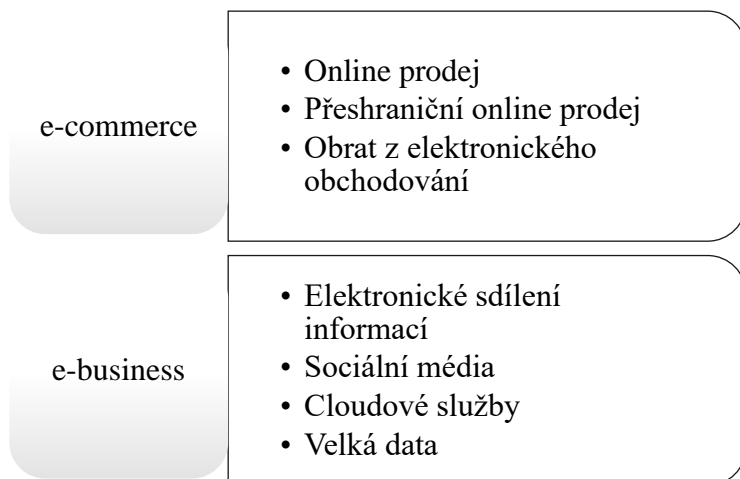 e-commerce
• Online prodej
• Přeshraniční online prodej
• Obrat z elektronického
obchodování
e-business
• Elektronické sdílení
informací
• Sociální média
• Cloudové služby
• Velká data